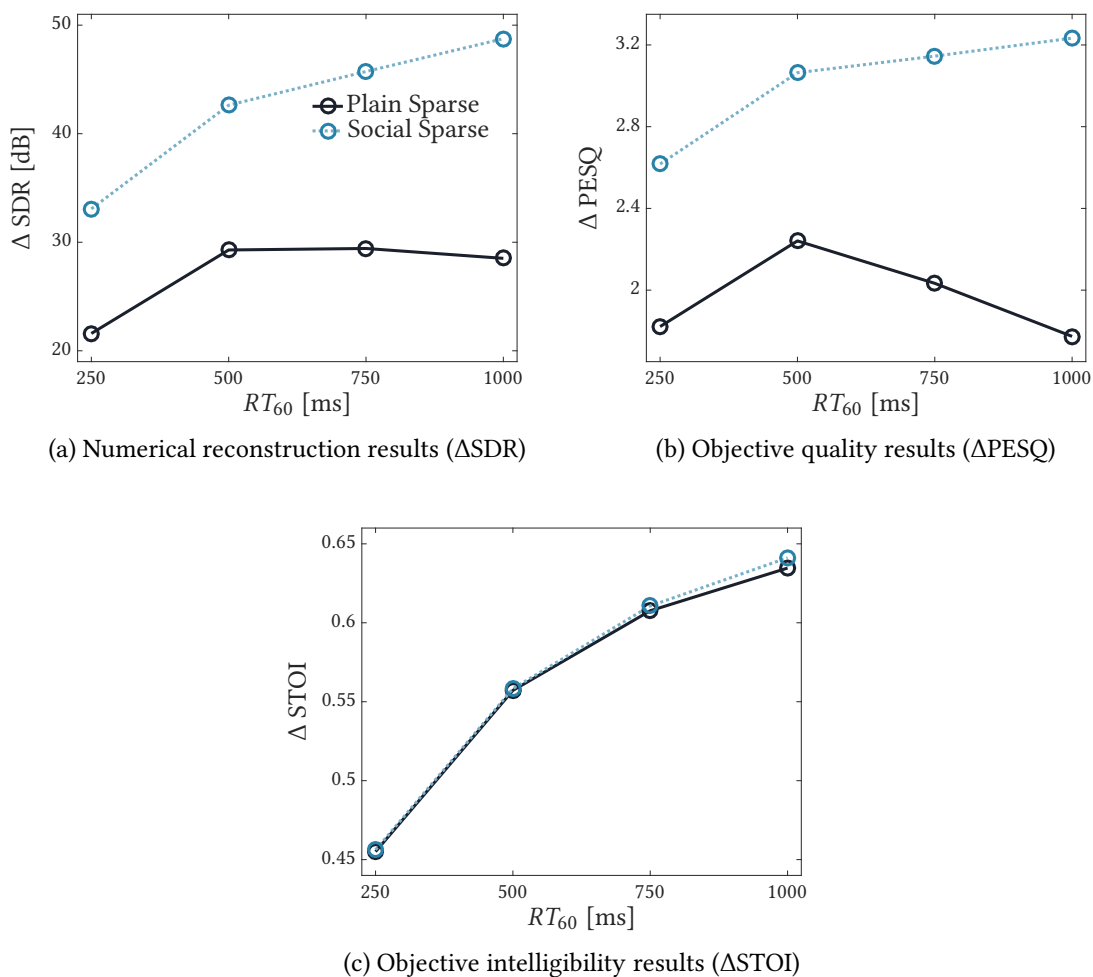 50
40
30
20
Δ SDR [dB]
Plain Sparse
Social Sparse
250 500 750 1000
RT60 [ms]
(a) Numerical reconstruction results (ΔSDR)
3.2
2.8
2.4
2
Δ PESQ
250 500 750 1000
RT60 [ms]
(b) Objective quality results (ΔPESQ)
0.65
0.6
0.55
0.5
0.45
Δ STOI
250 500 750 1000
RT60 [ms]
(c) Objective intelligibility results (ΔSTOI)